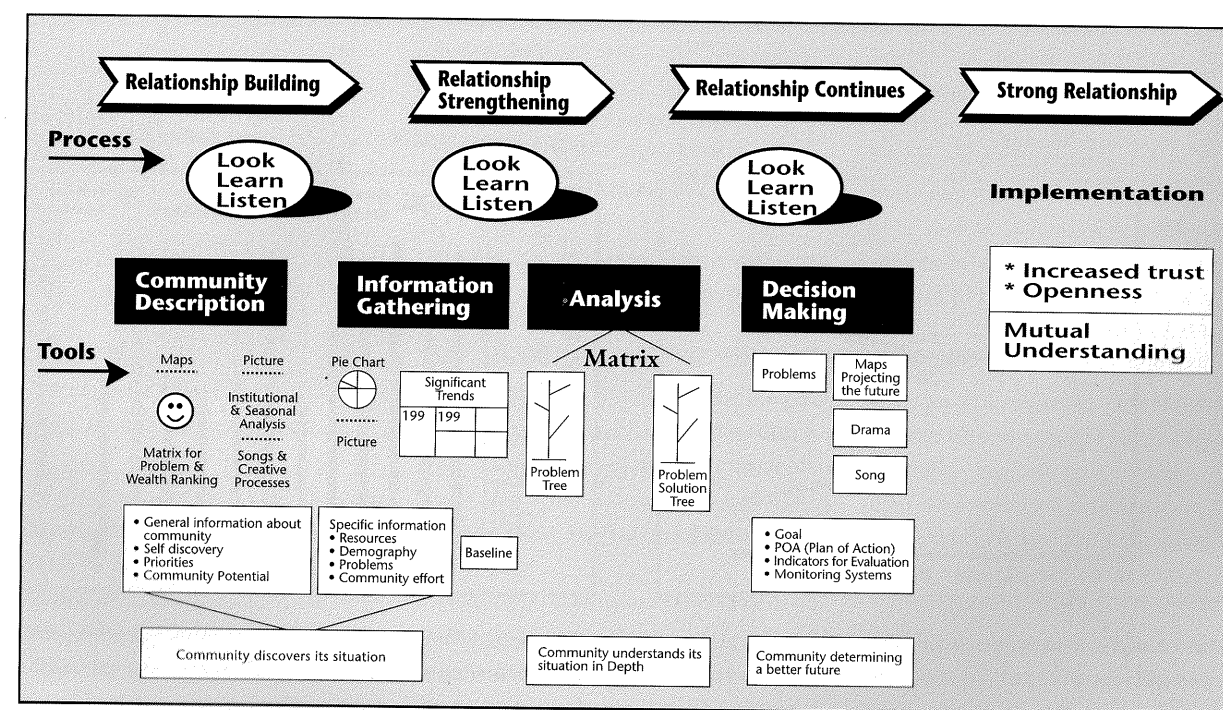 Relationship Building
Relationship
Strengthening
Relationship Continues
Strong Relationship
Process
Look
Learn
Listen
Look
Learn
Listen
Look
Learn
Listen
Implementation
* Increased trust
* Openness
Mutual
Understanding
Community
Description
Information
Gathering
Analysis
Decision
Making
Tools
Maps
Matrix for
Problem &
Wealth Ranking
Picture
Institutional
& Seasonal
Analysis
Songs &
Creative
Processes
Pie Chart
Picture
Significant
Trends
199 199
Matrix
Problem
Tree
Problem
Solution
Tree
Problems
Maps
Projecting
the future
Drama
Song
• General information about
community
• Self discovery
• Priorities
• Community Potential
Specific information
• Resources
• Demography
• Problems
• Community effort
Baseline
• Goal
• POA (Plan of Action)
• Indicators for Evaluation
• Monitoring Systems
Community discovers its situation
Community understands its
situation in Depth
Community determining
a better future